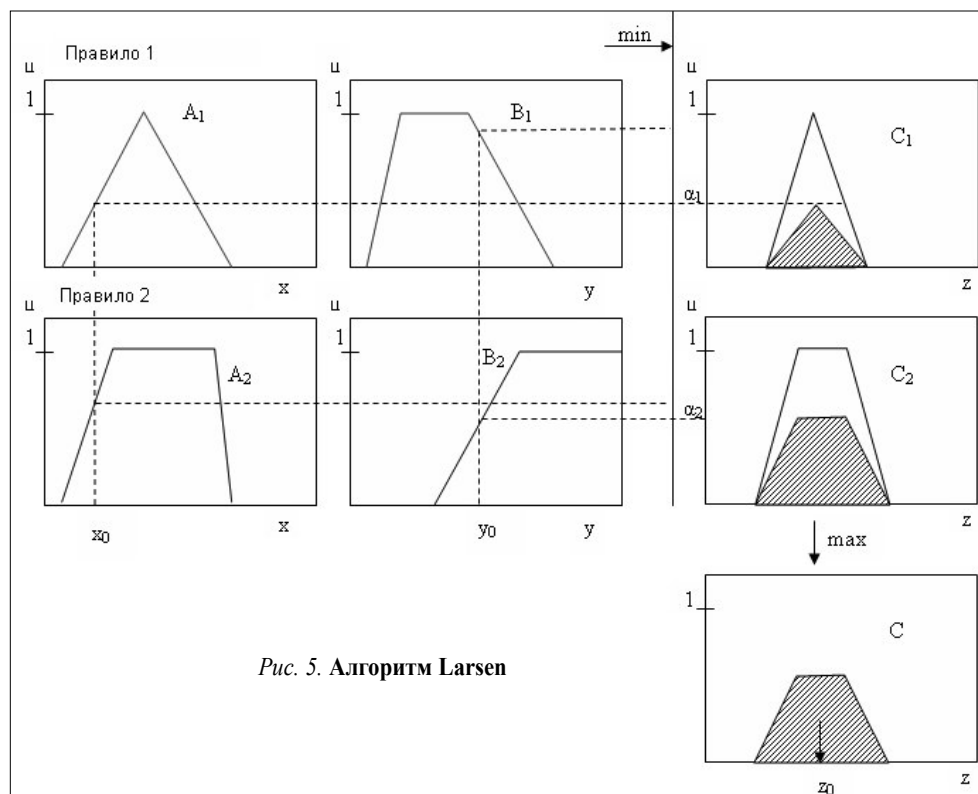 Правило 1
min
u
u
u
1
A₁
1
B₁
1
C₁
α₁
x
y
z
Правило 2
u
u
u
1
A₂
1
B₂
1
C₂
α₂
x₀
x
y₀
y
z
max
1
C
Рис. 5. Алгоритм Larsen
z₀
z